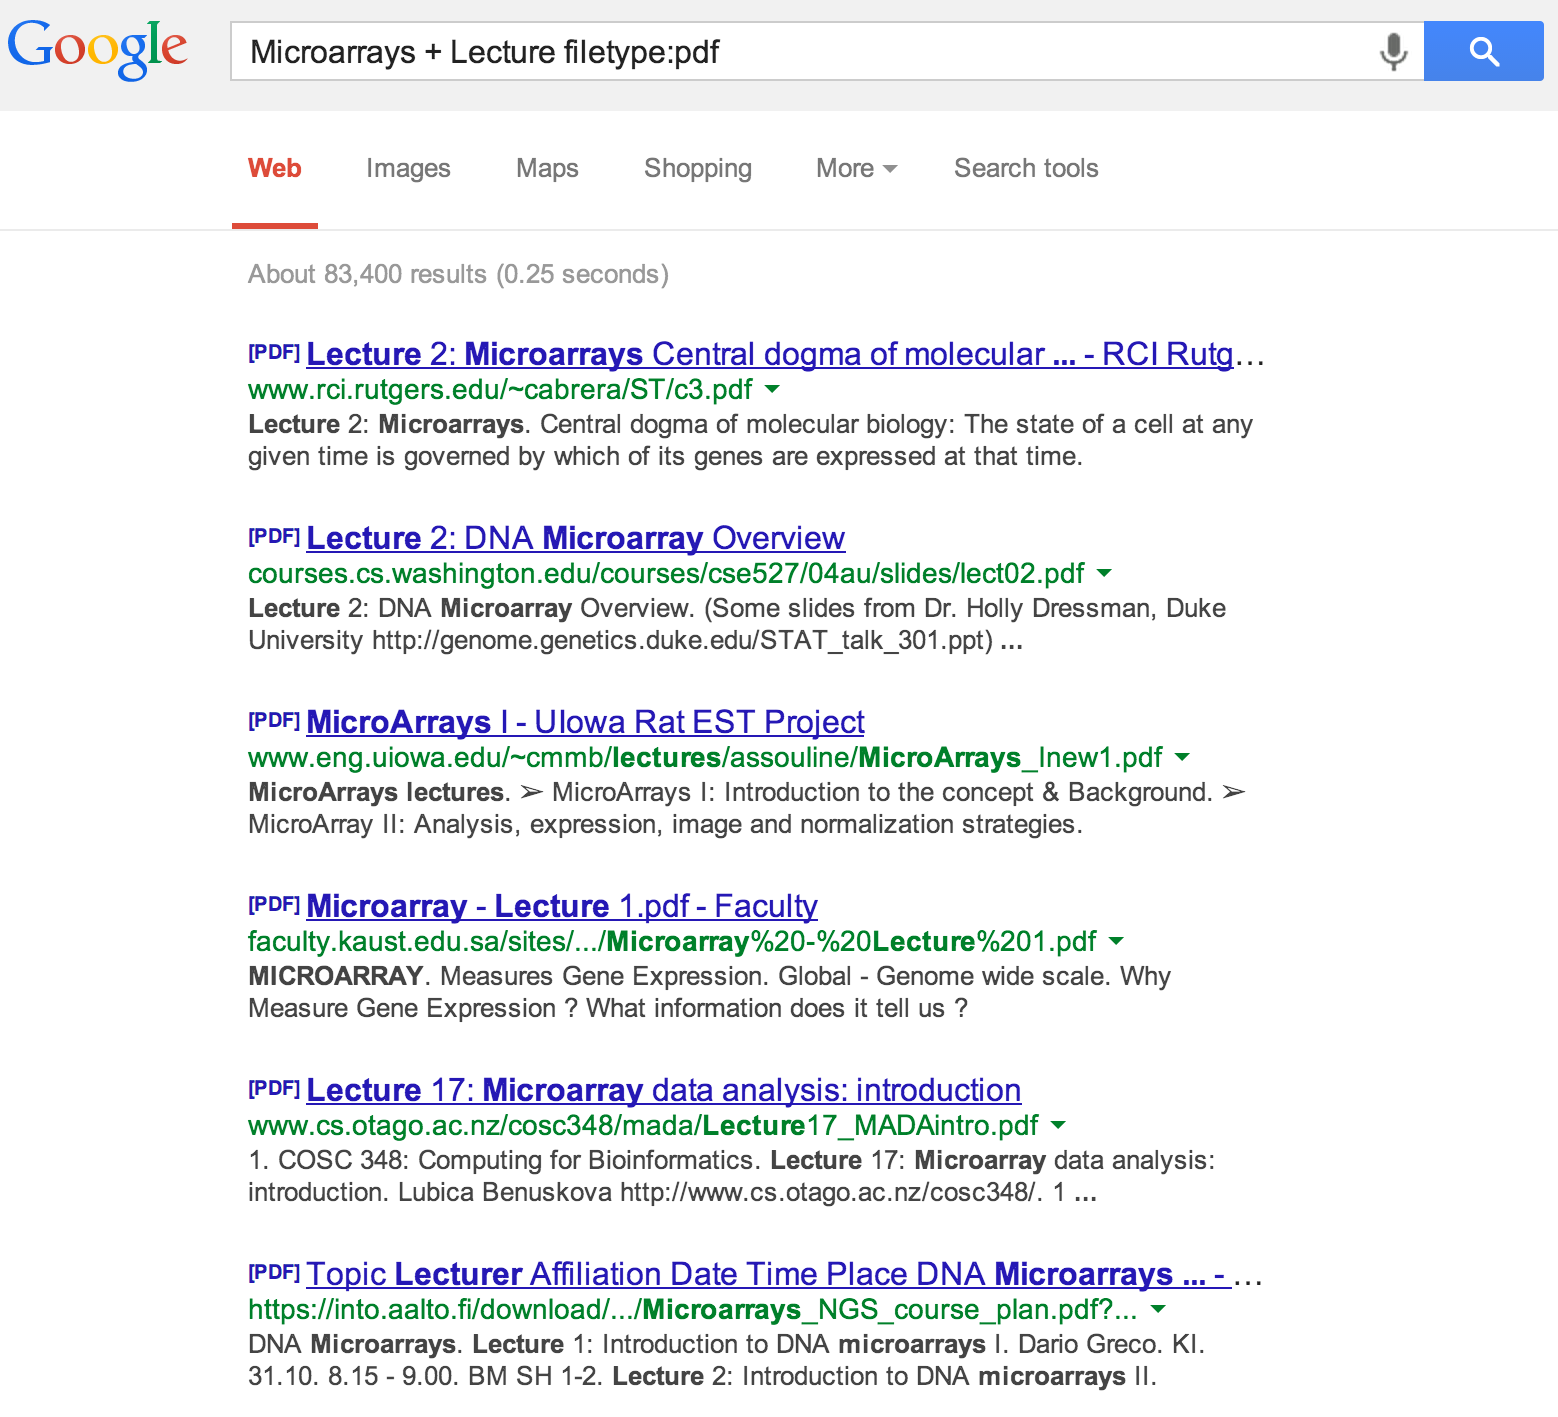 Google
Microarrays + Lecture filetype:pdf
Web Images Maps Shopping More Search tools
About 83,400 results (0.25 seconds)
[PDF] Lecture 2: Microarrays Central dogma of molecular ... - RCI Rutg...
www.rci.rutgers.edu/~cabrera/ST/c3.pdf
Lecture 2: Microarrays. Central dogma of molecular biology: The state of a cell at any
given time is governed by which of its genes are expressed at that time.
[PDF] Lecture 2: DNA Microarray Overview
courses.cs.washington.edu/courses/cse527/04au/slides/lect02.pdf
Lecture 2: DNA Microarray Overview. (Some slides from Dr. Holly Dressman, Duke
University http://genome.genetics.duke.edu/STAT_talk_301.ppt) ...
[PDF] MicroArrays I - UIowa Rat EST Project
www.eng.uiowa.edu/~cmmb/lectures/assouline/MicroArrays_Inew1.pdf
MicroArrays lectures. ➢ MicroArrays I: Introduction to the concept & Background. ➢
MicroArray II: Analysis, expression, image and normalization strategies.
[PDF] Microarray - Lecture 1.pdf - Faculty
faculty.kaust.edu.sa/sites/.../Microarray%20-%20Lecture%201.pdf
MICROARRAY. Measures Gene Expression. Global - Genome wide scale. Why
Measure Gene Expression ? What information does it tell us ?
[PDF] Lecture 17: Microarray data analysis: introduction
www.cs.otago.ac.nz/cosc348/mada/Lecture17_MADAintro.pdf
1. COSC 348: Computing for Bioinformatics. Lecture 17: Microarray data analysis:
introduction. Lubica Benuskova http://www.cs.otago.ac.nz/cosc348/. 1 ...
[PDF] Topic Lecturer Affiliation Date Time Place DNA Microarrays ... - ...
https://into.aalto.fi/download/.../Microarrays_NGS_course_plan.pdf?...
DNA Microarrays. Lecture 1: Introduction to DNA microarrays I. Dario Greco. KI.
31.10. 8.15 - 9.00. BM SH 1-2. Lecture 2: Introduction to DNA microarrays II.